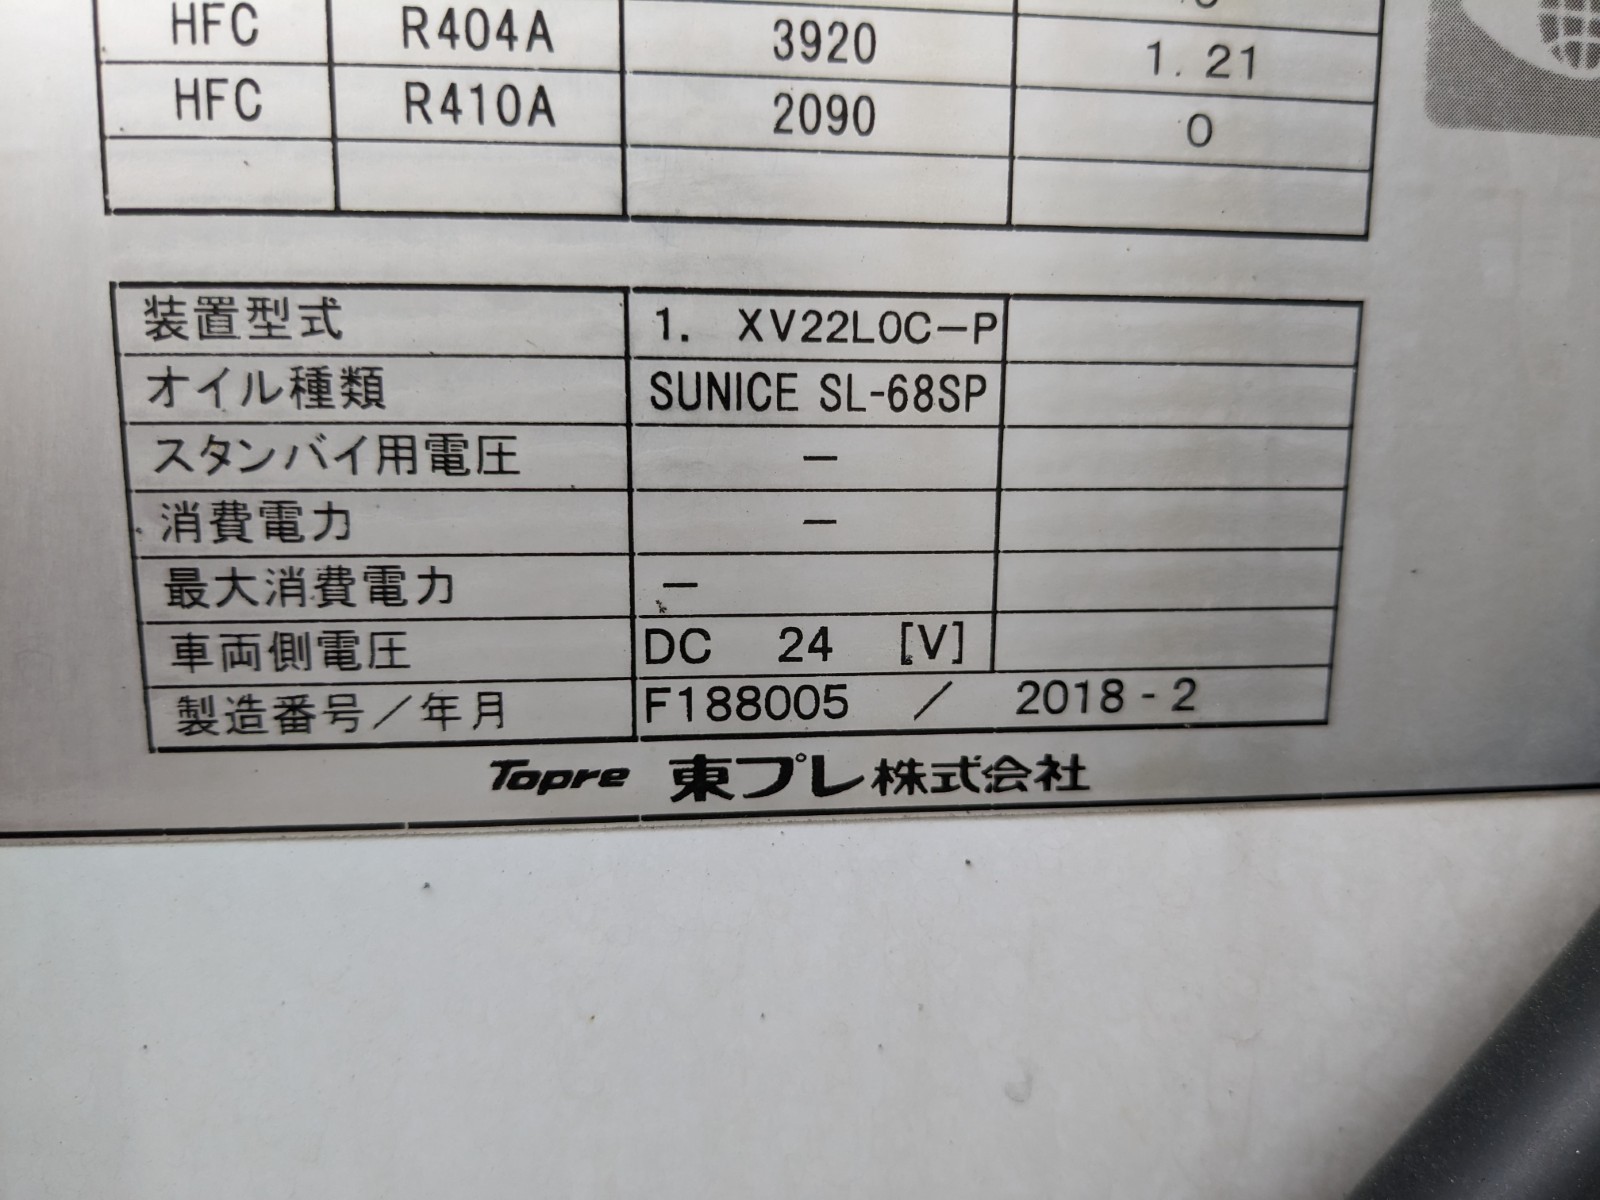 HFC R404A 3920 1.21
HFC R410A 2090 0
装置型式 1. XV22LOC-P
オイル種類 SUNICE SL-68SP
スタンバイ用電圧 -
消費電力 -
最大消費電力 -
車両側電圧 DC 24 [V]
製造番号/年月 F188005 / 2018-2
Topre 東プレ株式会社